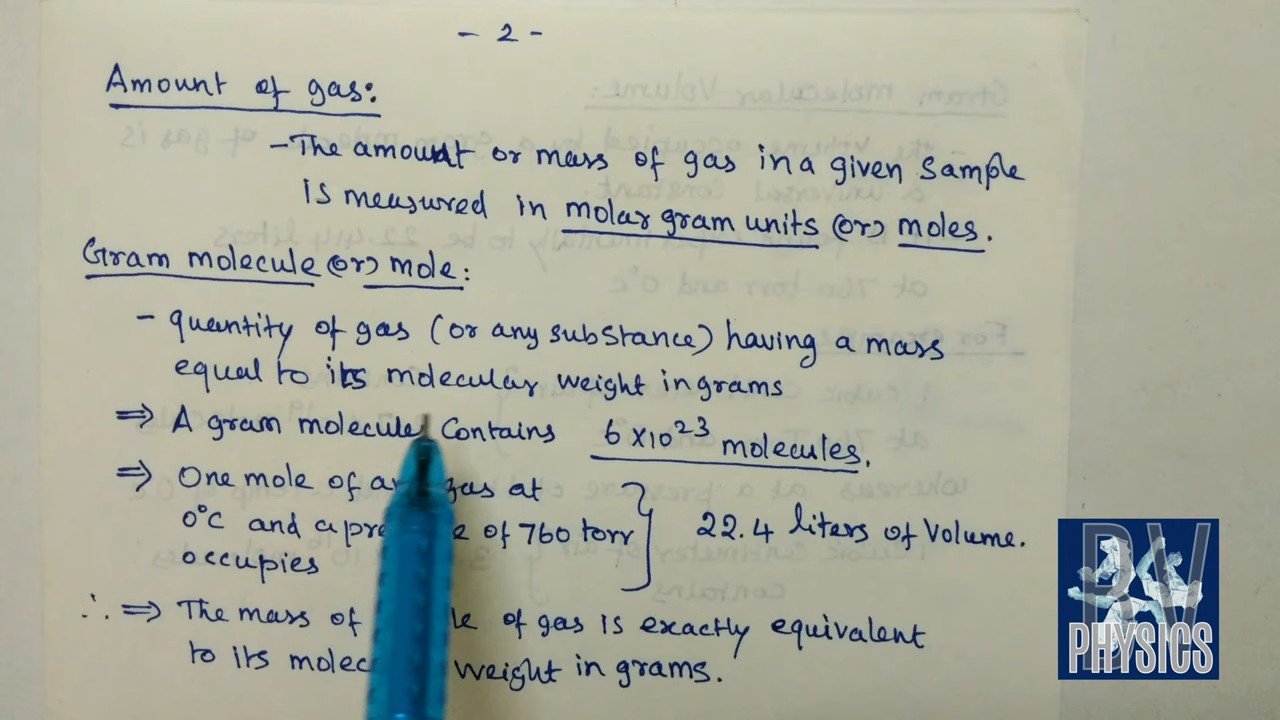 - 2 -
Amount of gas:
- The amount or mass of gas in a given sample
is measured in molar gram units (or) moles.
Gram molecule (or) mole:
- quantity of gas (or any substance) having a mass
equal to its molecular weight in grams
⇒ A gram molecule contains 6×10²³ molecules.
⇒ One mole of gas at
0°C and a of 760 torr
occupies
22.4 liters of Volume.
∴ ⇒ The mass of of gas is exactly equivalent
to its weight in grams.
RV
PHYSICS